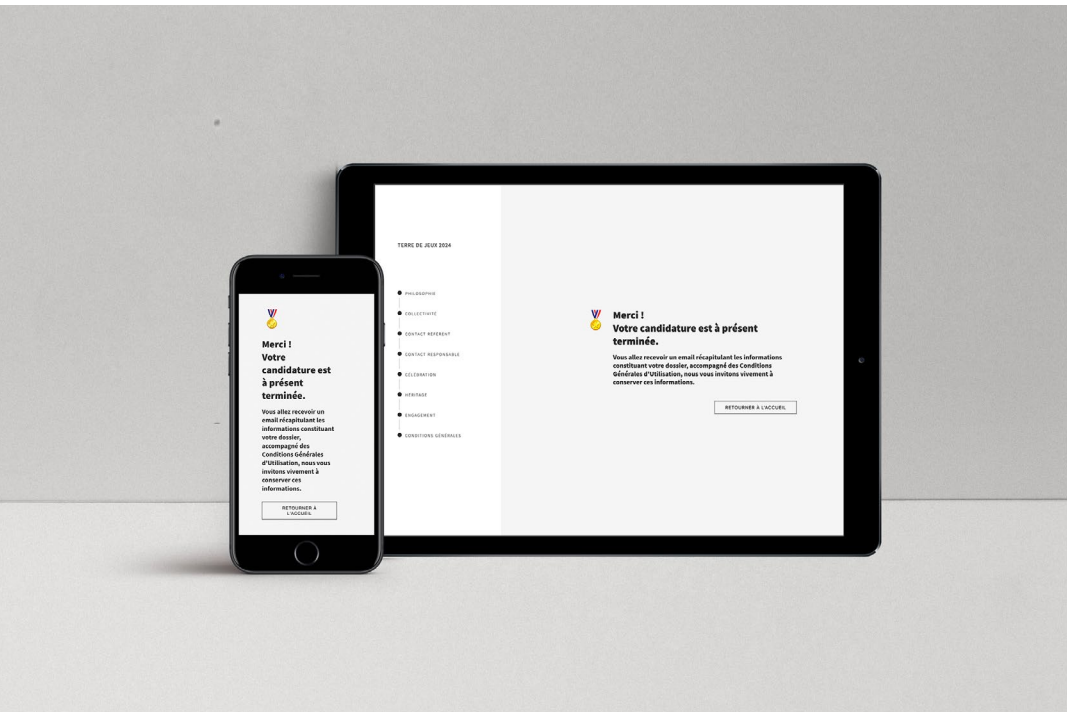 Merci !
Votre
candidature est
à présent
terminée.
Vous allez recevoir un
email récapitulant les
informations constituant
votre dossier,
accompagné des
Conditions Générales
d'Utilisation, nous vous
invitons vivement à
conserver ces
informations.
RETOURNER À
L'ACCUEIL
TERRE DE JEUX 2024
PHILOSOPHIE
COLLECTIVITÉ
CONTACT RÉFÉRENT
CONTACT RESPONSABLE
CÉLÉBRATION
HÉRITAGE
ENGAGEMENT
CONDITIONS GÉNÉRALES
Merci !
Votre candidature est à présent
terminée.
Vous allez recevoir un email récapitulant les informations
constituant votre dossier, accompagné des Conditions
Générales d'Utilisation, nous vous invitons vivement à
conserver ces informations.
RETOURNER À L'ACCUEIL